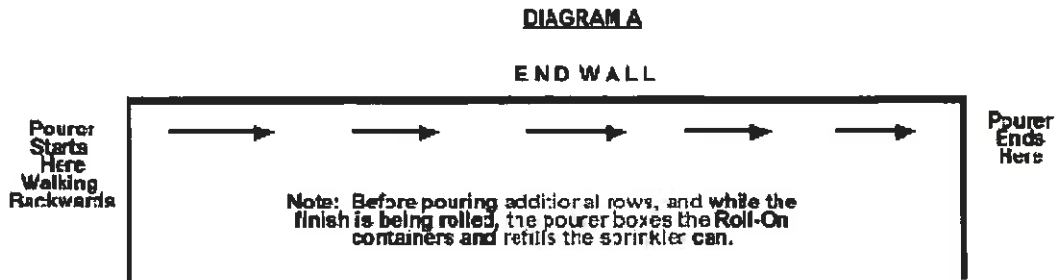 DIAGRAM A
END WALL
Pourer
Starts
Here
Walking
Backwards
Pourer
Ends
Here
Note: Before pouring additional rows, and while the
finish is being rolled, the pourer boxes the Roll-On
containers and refills the sprinkler can.